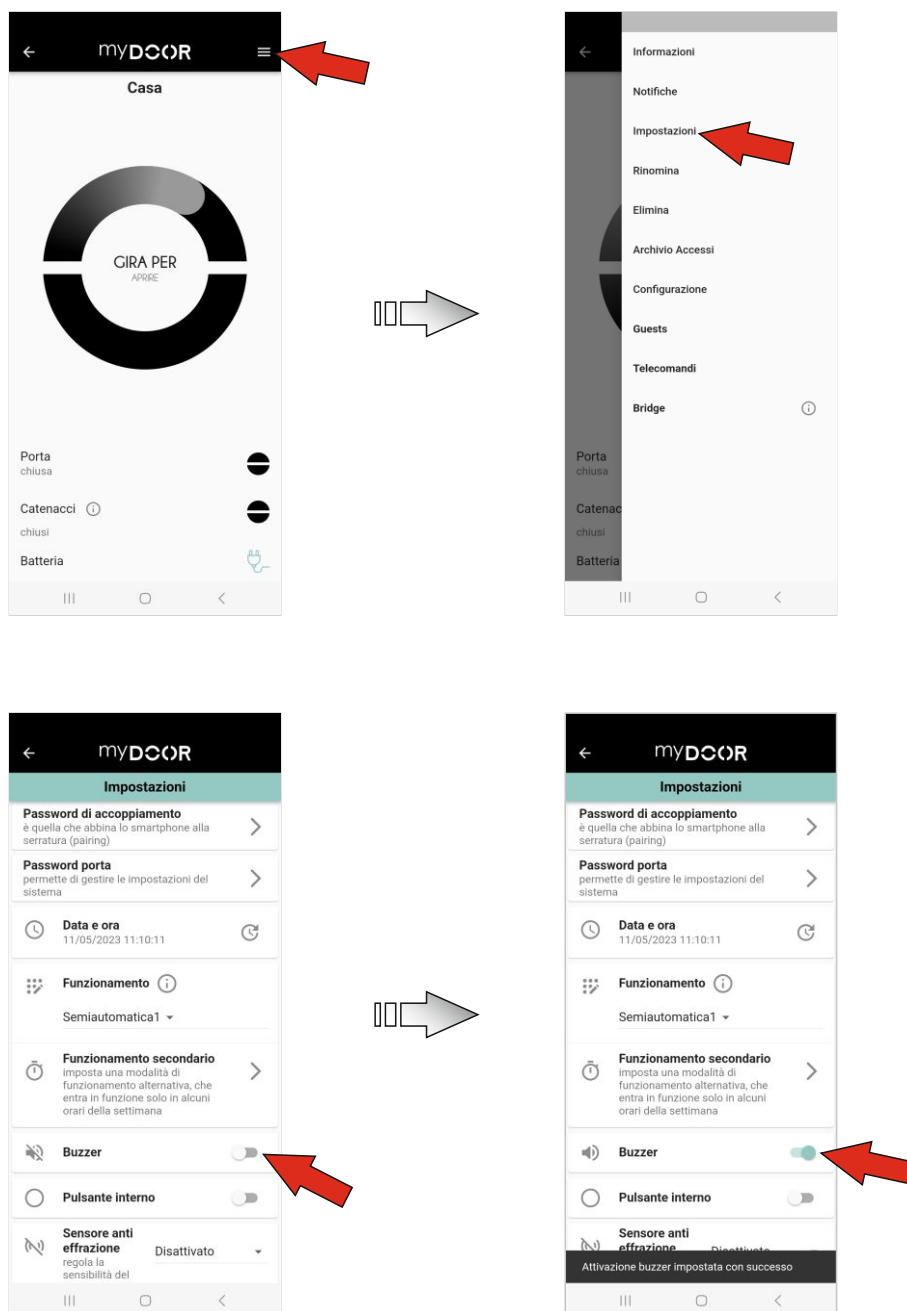 myDOOR
Casa
GIRA PER
APRIRE
Porta
chiusa
Catenacci
chiusi
Batteria
Informazioni
Notifiche
Impostazioni
Rinomina
Elimina
Archivio Accessi
Configurazione
Guests
Telecomandi
Bridge
Porta
chiusa
Catenac
chiusi
Batteria
myDOOR
Impostazioni
Password di accoppiamento
è quella che abbina lo smartphone alla
serratura (pairing)
Password porta
permette di gestire le impostazioni del
sistema
Data e ora
11/05/2023 11:10:11
Funzionamento
Semiautomatica1
Funzionamento secondario
imposta una modalità di
funzionamento alternativa, che
entra in funzione solo in alcuni
orari della settimana
Buzzer
Pulsante interno
Sensore anti
effrazione
Disattivato
regola la
sensibilità del
myDOOR
Impostazioni
Password di accoppiamento
è quella che abbina lo smartphone alla
serratura (pairing)
Password porta
permette di gestire le impostazioni del
sistema
Data e ora
11/05/2023 11:10:11
Funzionamento
Semiautomatica1
Funzionamento secondario
imposta una modalità di
funzionamento alternativa, che
entra in funzione solo in alcuni
orari della settimana
Buzzer
Pulsante interno
Sensore anti
effrazione
Disattivato
Attivazione buzzer impostata con successo